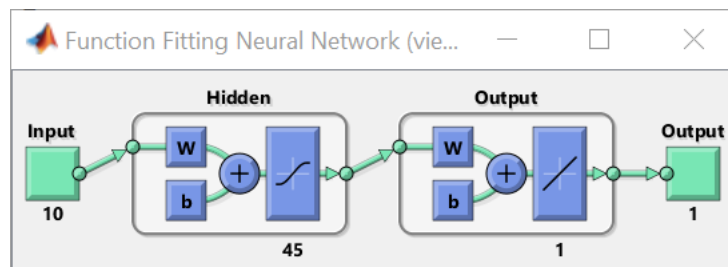 Function Fitting Neural Network (vie...
Hidden
Output
Input
Output
W
W
b
b
10
45
1
1